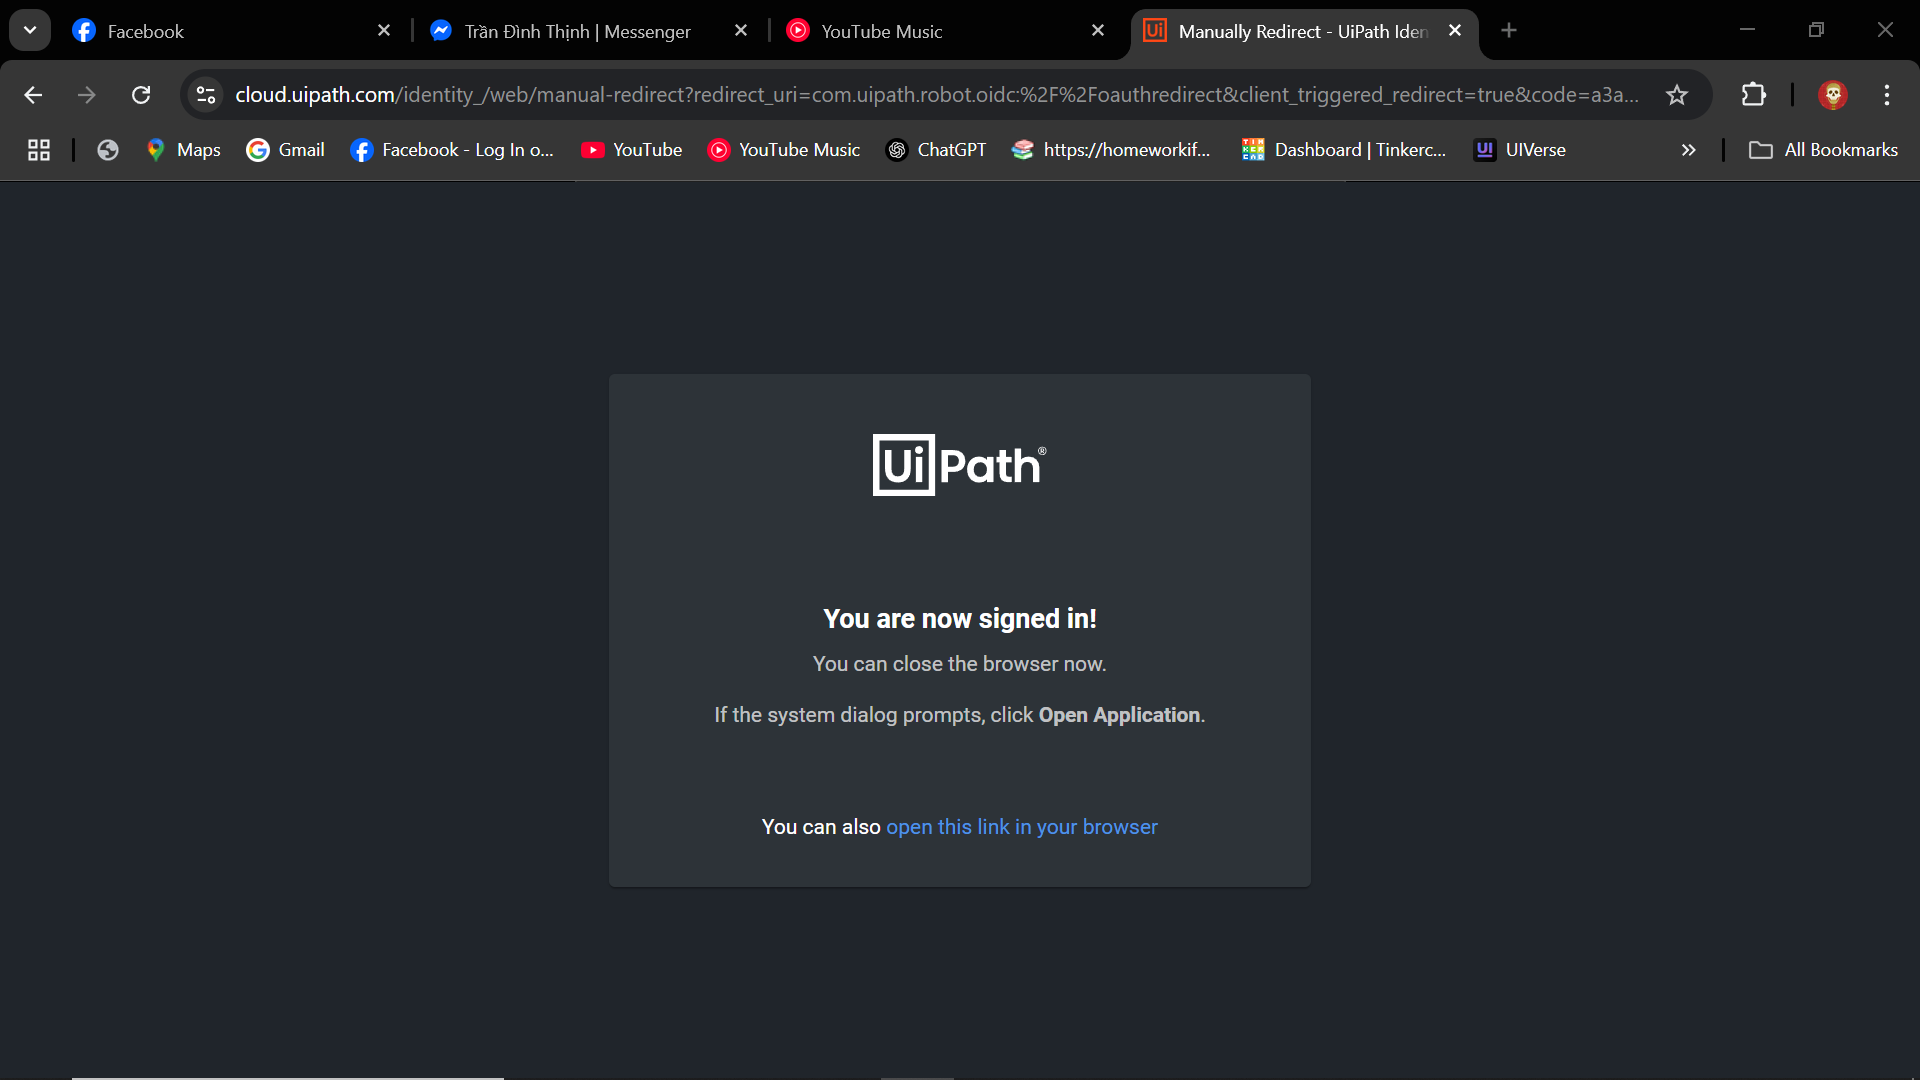 Facebook
Trần Đình Thịnh | Messenger
YouTube Music
Manually Redirect - UiPath Iden
cloud.uipath.com/identity_/web/manual-redirect?redirect_uri=com.uipath.robot.oidc:%2F%2Foauthredirect&client_triggered_redirect=true&code=a3a...
Maps
Gmail
Facebook - Log In o...
YouTube
YouTube Music
ChatGPT
https://homeworkif...
Dashboard | Tinkerc...
UIVerse
All Bookmarks
UiPath®
You are now signed in!
You can close the browser now.
If the system dialog prompts, click Open Application.
You can also open this link in your browser